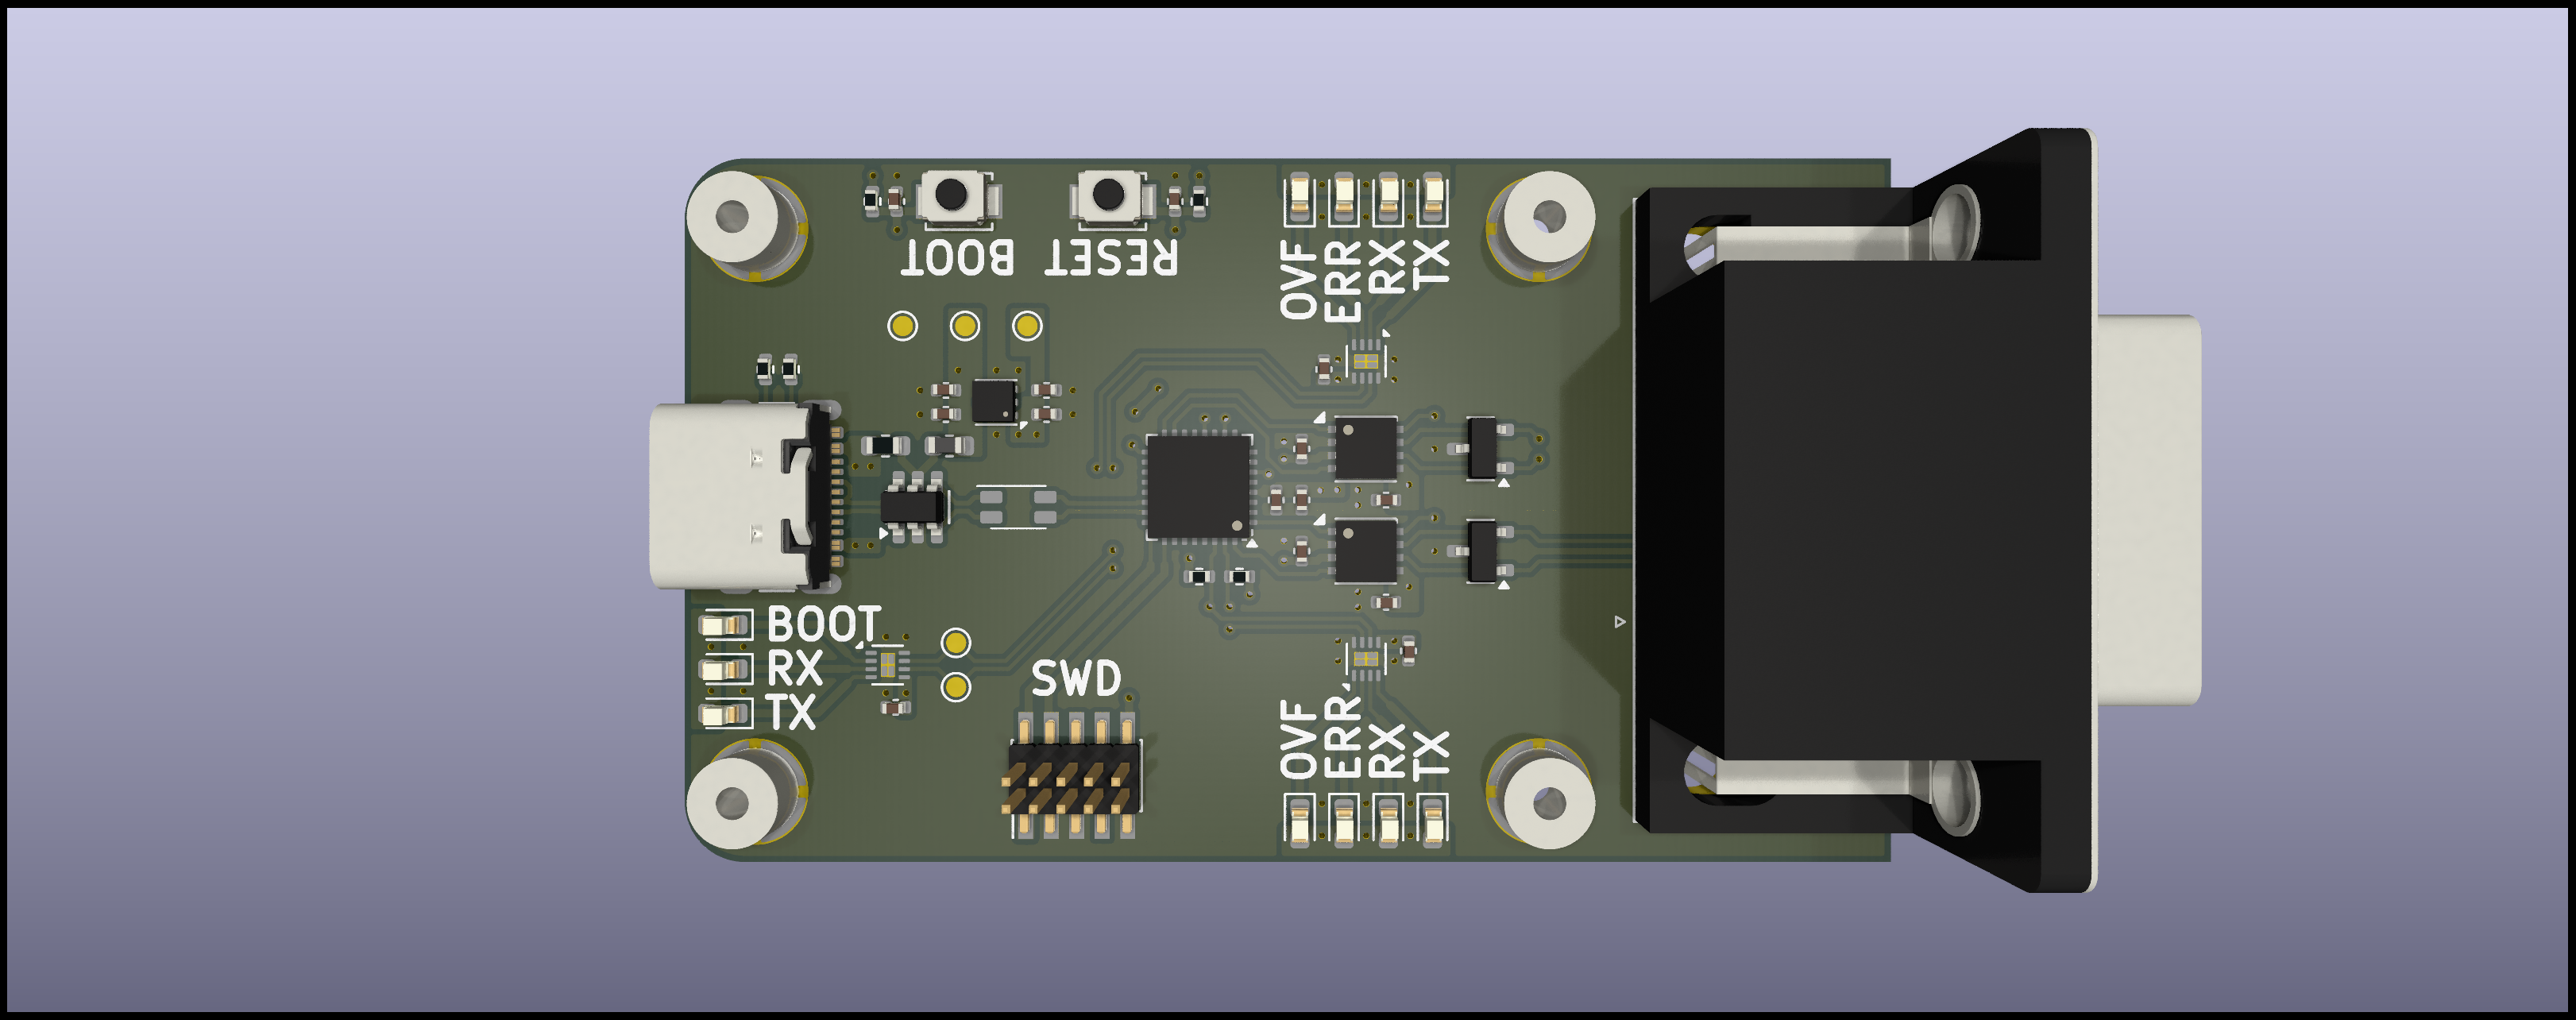 BOOT
RESET
OVF
ERR
RX
TX
BOOT
RX
TX
SWD
OVF
ERR
RX
TX